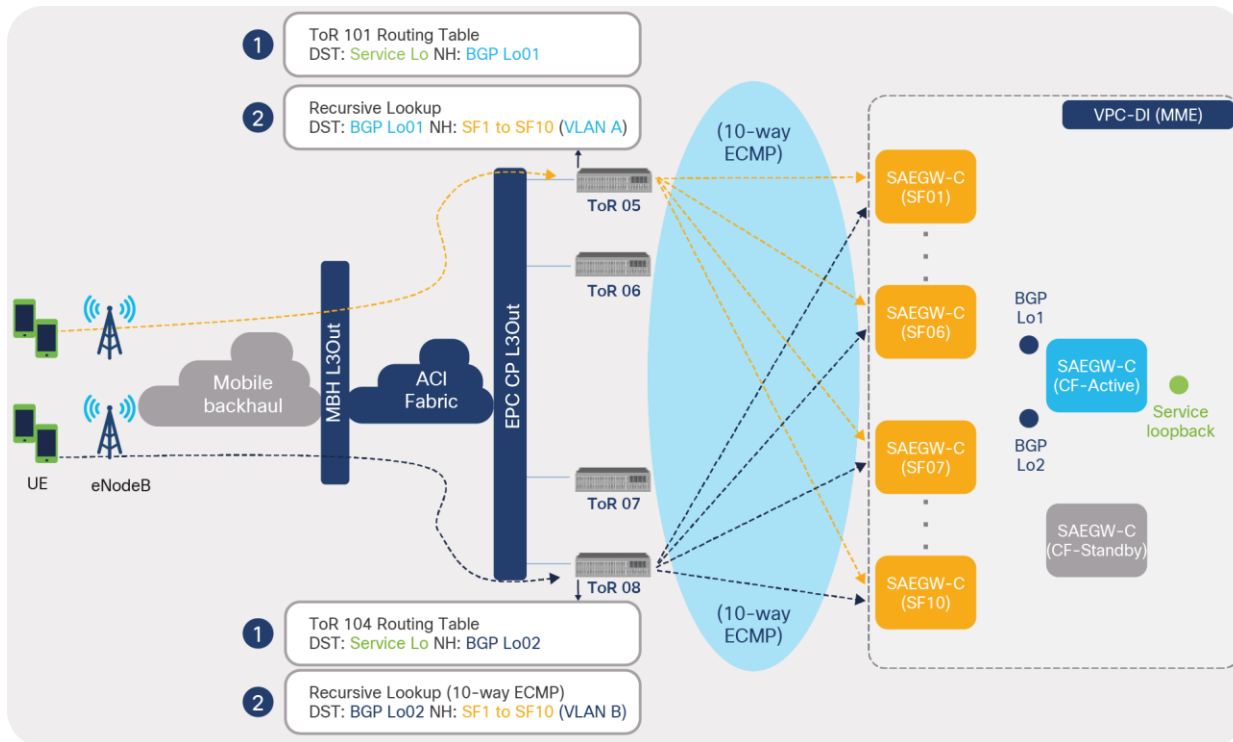 1
ToR 101 Routing Table
DST: Service Lo NH: BGP Lo01
2
Recursive Lookup
DST: BGP Lo01 NH: SF1 to SF10 (VLAN A)
(10-way
ECMP)
VPC-DI (MME)
SAEGW-C
(SF01)
ToR 05
ToR 06
SAEGW-C
(SF06)
BGP
Lo1
SAEGW-C
(CF-Active)
Service
loopback
BGP
Lo2
Mobile
backhaul
MBH L3Out
ACI
Fabric
EPC CP L3Out
UE
eNodeB
ToR 07
SAEGW-C
(SF07)
SAEGW-C
(CF-Standby)
ToR 08
SAEGW-C
(SF10)
(10-way
ECMP)
1
ToR 104 Routing Table
DST: Service Lo NH: BGP Lo02
2
Recursive Lookup (10-way ECMP)
DST: BGP Lo02 NH: SF1 to SF10 (VLAN B)